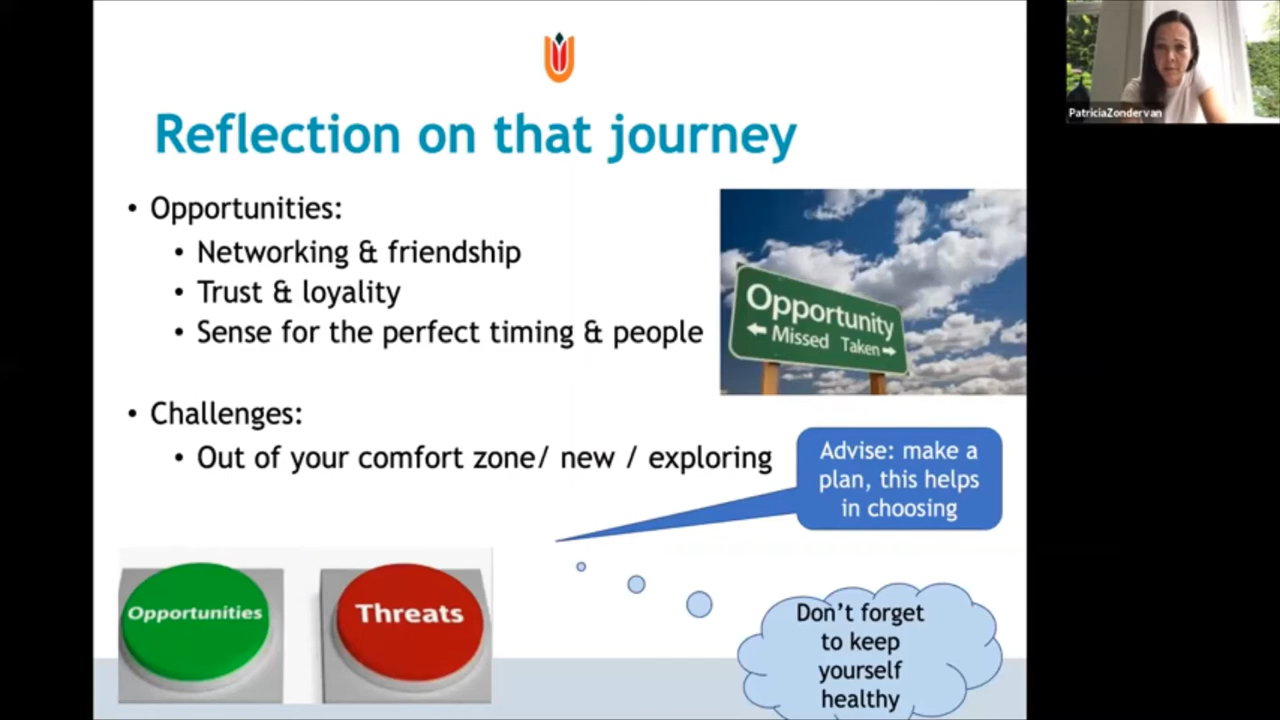 PatriciaZondervan
Reflection on that journey
• Opportunities:
• Networking & friendship
• Trust & loyality
• Sense for the perfect timing & people
Opportunity
Missed Taken
• Challenges:
• Out of your comfort zone/ new / exploring
Advise: make a
plan, this helps
in choosing
Opportunities
Threats
Don't forget
to keep
yourself
healthy